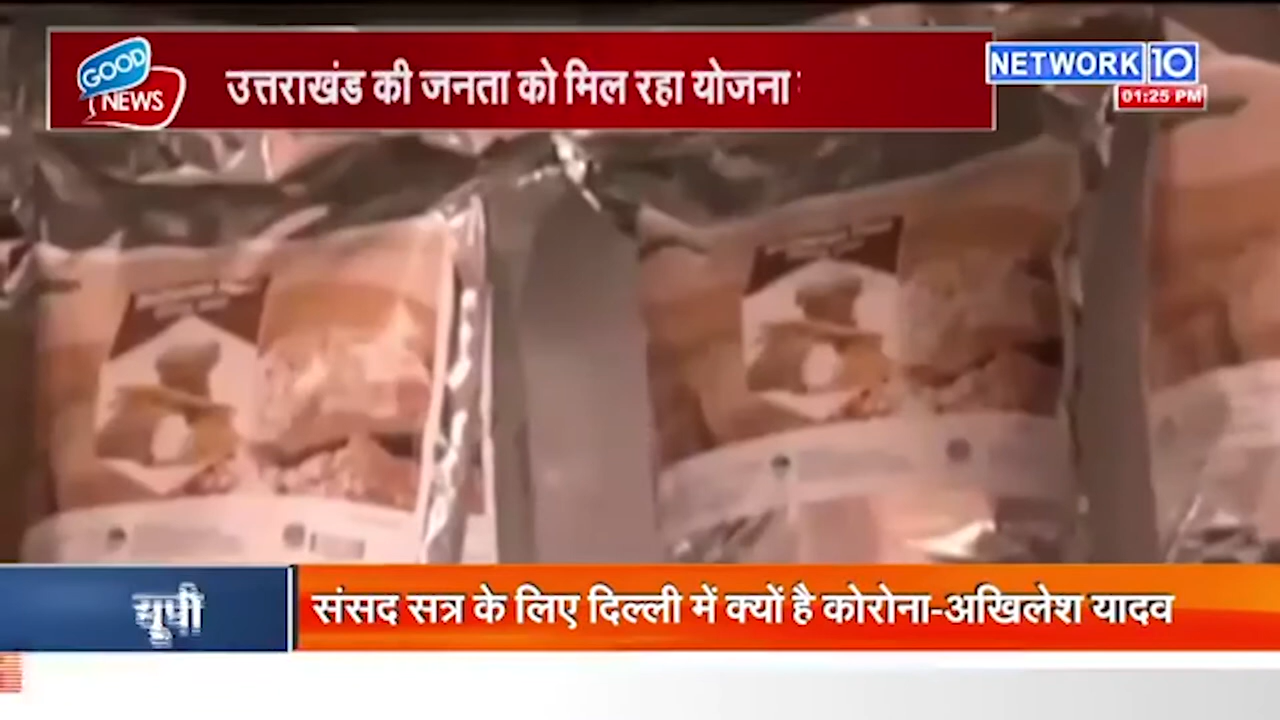 GOOD
NEWS
उत्तराखंड की जनता को मिल रहा योजना
NETWORK 10
01:25 PM
यूपी
संसद सत्र के लिए दिल्ली में क्यों है कोरोना-अखिलेश यादव